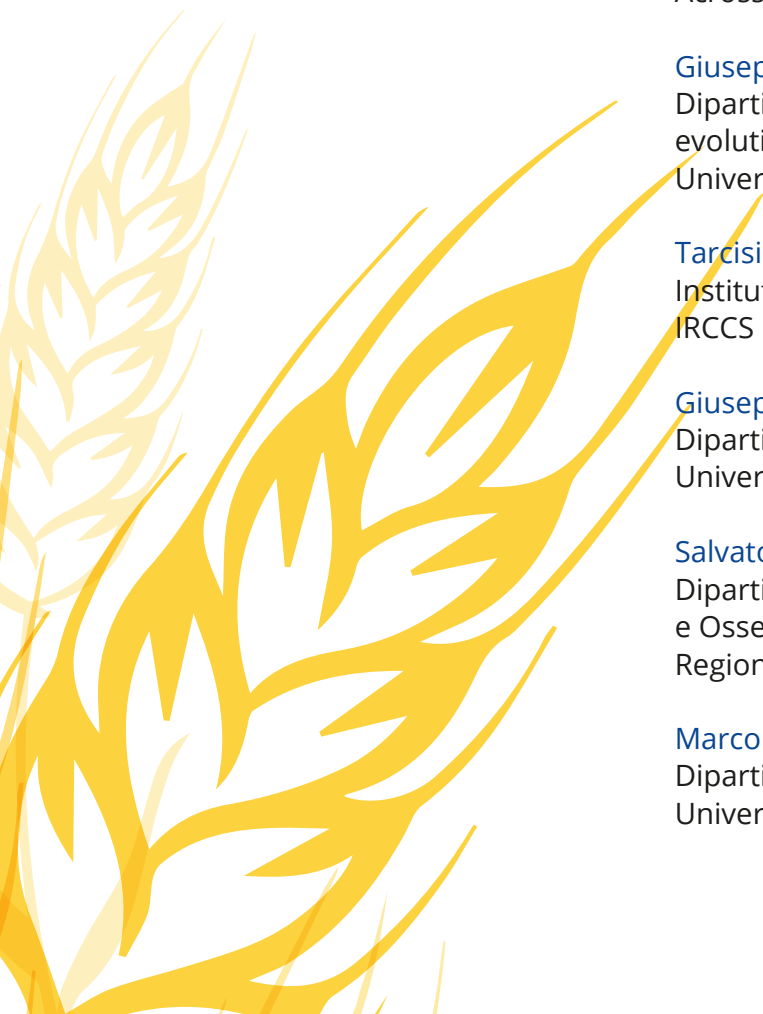 Giusep
Diparti
evoluti
Univer
Tarcisi
Institut
IRCCS
Giusep
Diparti
Univer
Salvato
Diparti
e Osse
Region
Marco
Diparti
Univer